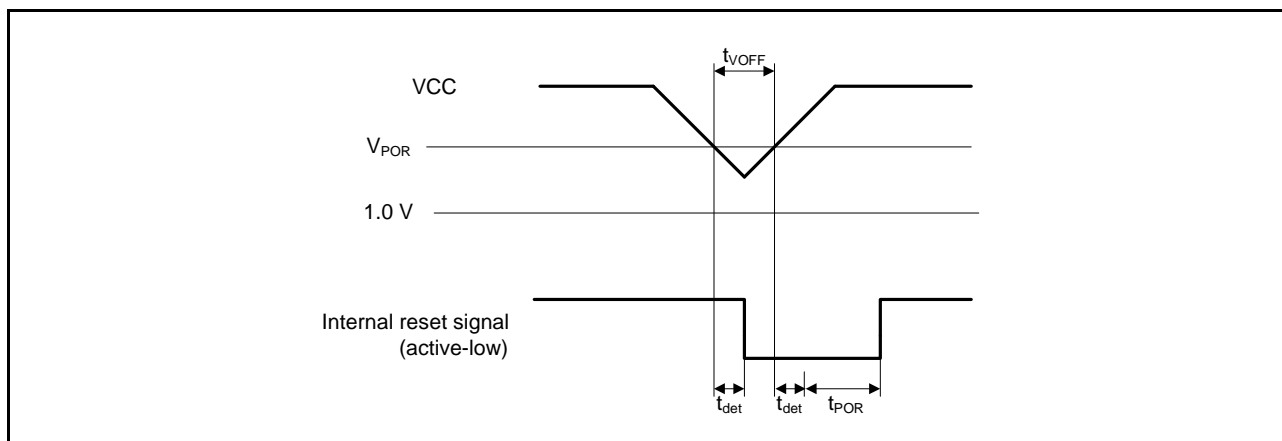 tVOFF
VCC
VPOR
1.0 V
Internal reset signal
(active-low)
tdet
tdet
tPOR